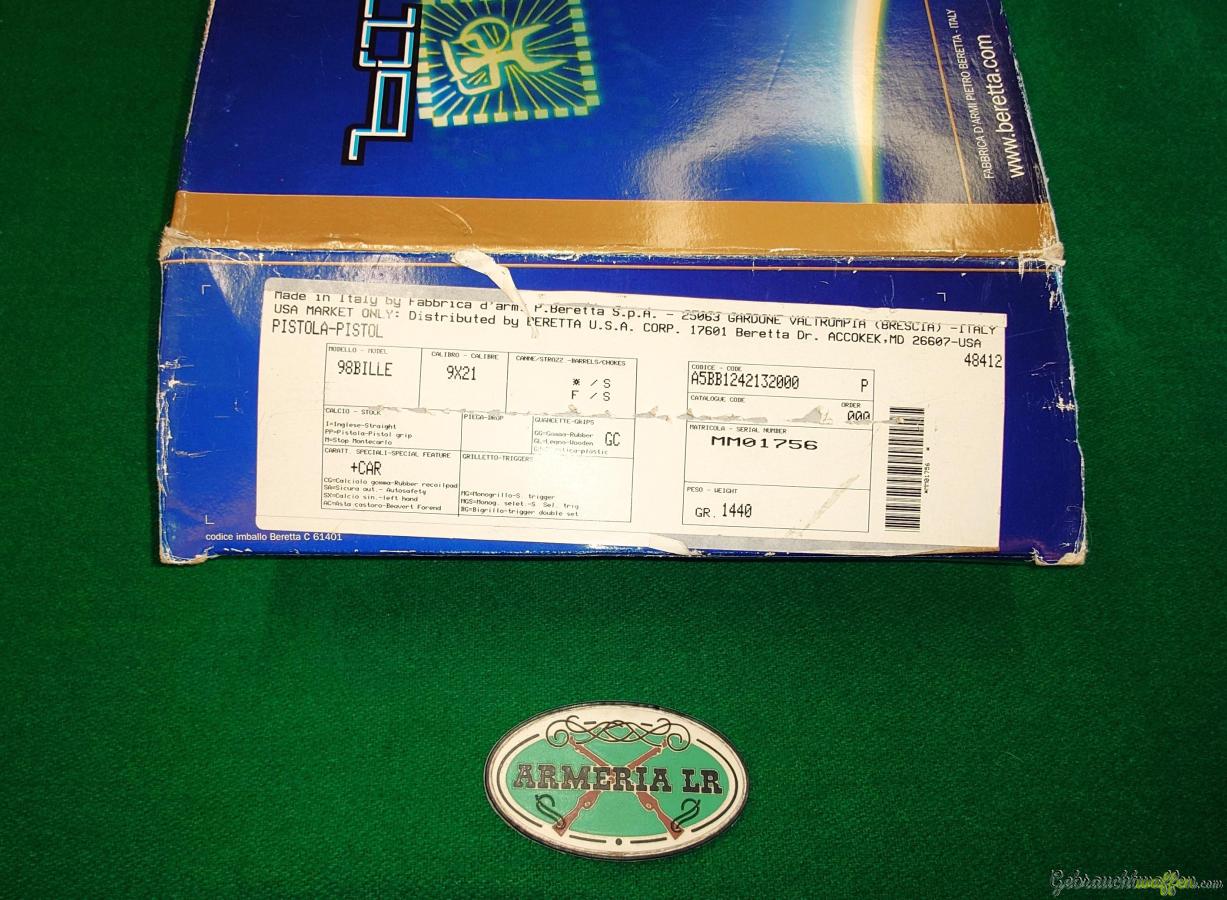 FABBRICA D'ARMI PIETRO BERETTA - ITALY
www.beretta.com
Made in Italy by Fabbrica d'arm. P.Beretta S.p.A. - 25063 GARDONE VALTROMPIA (BRESCIA) -ITALY
USA MARKET ONLY: Distributed by BERETTA U.S.A. CORP. 17601 Beretta Dr. ACCOKEK,MD 26607-USA
PISTOLA-PISTOL
48412
MODELLO - MODEL
98BILLE
CALIBRO - CALIBRE
9X21
CANNE/STROZZ -BARRELS/CHOKES
※ / S
F / S
CODICE - CODE
A5BB1242132000 P
CATALOGUE CODE
ORDER
000
CALCIO - STOCK
I=Inglese-Straight
PP=Pistola-Pistol grip
M=Stop Montecarlo
PIEGA-DROP
GUANCETTE-GRIPS
GG=Gomma-Rubber
GL=Legno-Wooden
GC
MATRICOLA - SERIAL NUMBER
MM01756
CARATT. SPECIALI-SPECIAL FEATURE
+CAR
CG=Calciolo gomma-Rubber recoilpad
SA=Sicura aut.- Autosafety
SX=Calcio sin.-left hand
AC=Asta castoro-Beavert Forend
GRILLETTO-TRIGGERS
MG=Monogrillo-S. trigger
MGS=Monog. selet.-S. Sel. trig
BG=Bigrillo-trigger double set
PESO - WEIGHT
GR. 1440
*MM01756 *
codice imballo Beretta C 61401
ARMERIA LR
Gebrauchtwaffen.com